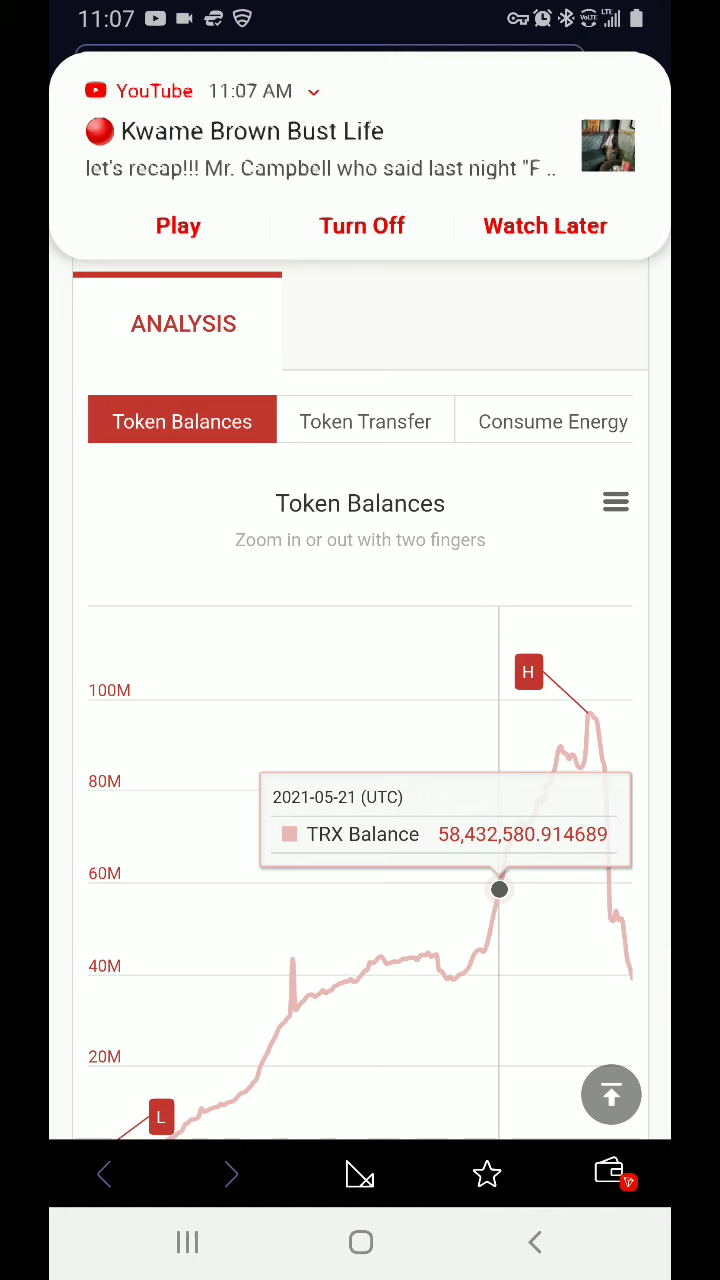 11:07
VoLTE LTE
YouTube 11:07 AM
Kwame Brown Bust Life
let's recap!!! Mr. Campbell who said last night "F ..
Play Turn Off Watch Later
ANALYSIS
Token Balances Token Transfer Consume Energy
Token Balances
Zoom in or out with two fingers
H
100M
80M
2021-05-21 (UTC)
TRX Balance 58,432,580.914689
60M
40M
20M
L